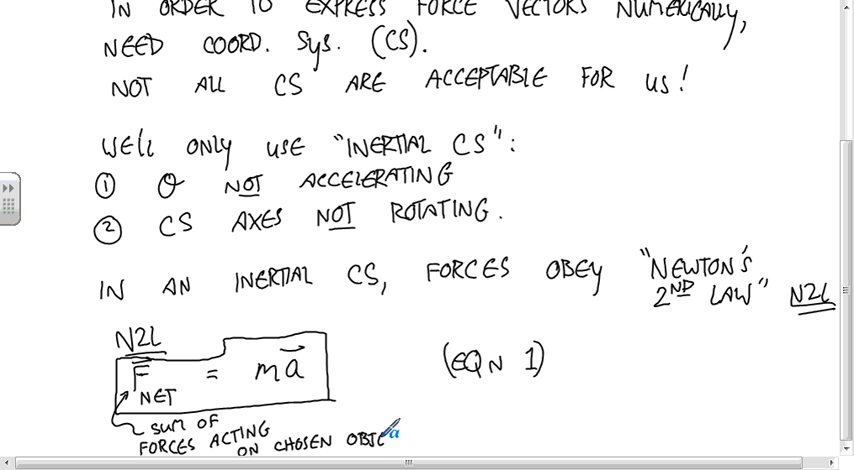 IN ORDER TO EXPRESS FORCE VECTORS NUMERICALLY,
NEED COORD. SYS. (CS).
NOT ALL CS ARE ACCEPTABLE FOR US!
WE'LL ONLY USE "INERTIAL CS":
① O NOT ACCELERATING
② CS AXES NOT ROTATING.
IN AN INERTIAL CS, FORCES OBEY "NEWTON'S
2ND LAW" N2L
N2L
F⃗NET = ma⃗ (EQN 1)
SUM OF
FORCES ACTING
ON CHOSEN OBJE